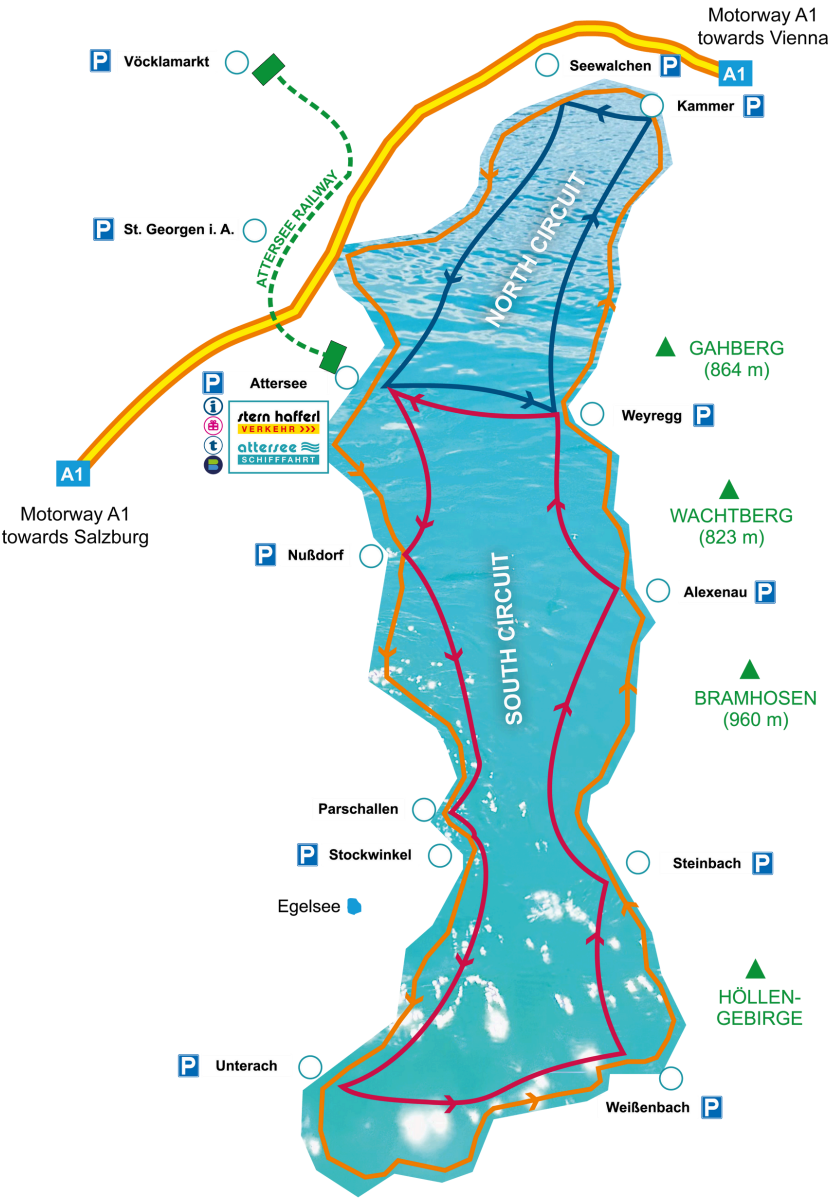 Motorway A1
towards Vienna
P Vöcklamarkt
Seewalchen P
A1
Kammer P
ATTERSEE RAILWAY
P St. Georgen i. A.
NORTH CIRCUIT
GAHBERG
(864 m)
P Attersee
i
stern hafferl
VERKEHR >>>
t
attersee
SCHIFFFAHRT
B
Weyregg P
A1
Motorway A1
towards Salzburg
WACHTBERG
(823 m)
P Nußdorf
SOUTH CIRCUIT
Alexenau P
BRAMHOSEN
(960 m)
Parschallen
P Stockwinkel
Steinbach P
Egelsee
HÖLLEN-
GEBIRGE
P Unterach
Weißenbach P